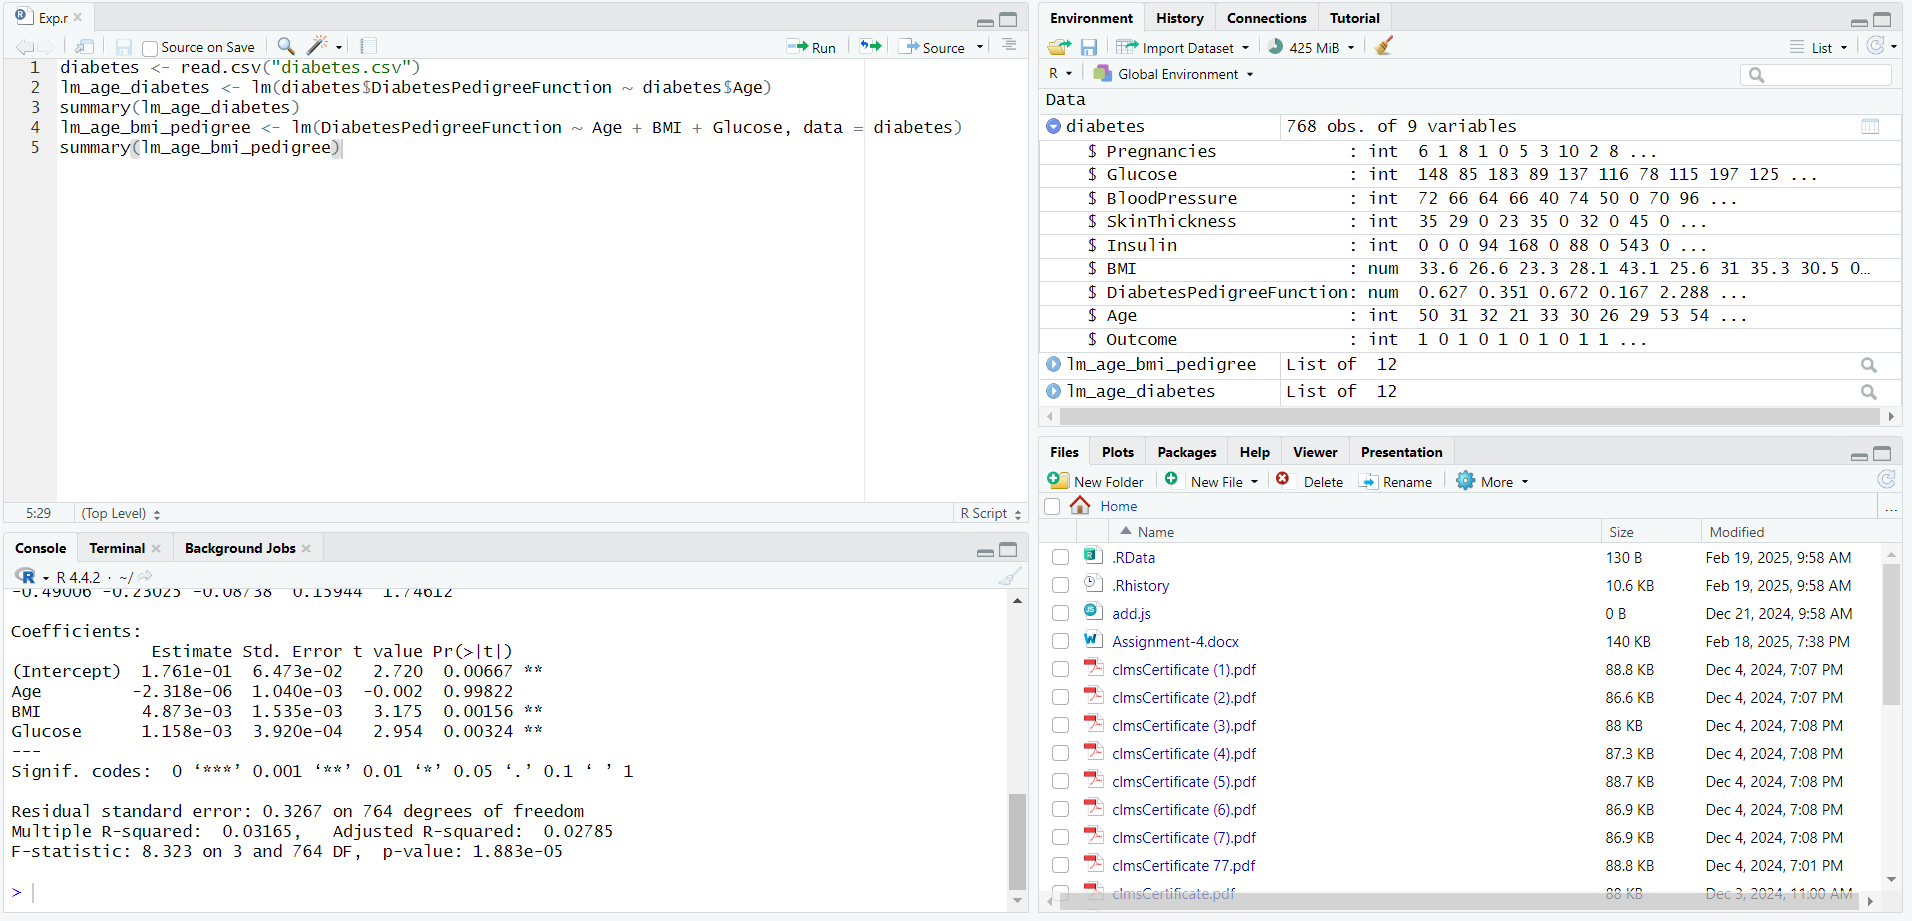 Exp.r
Source on Save
Run
Source
1 diabetes <- read.csv("diabetes.csv")
2 lm_age_diabetes <- lm(diabetes$DiabetesPedigreeFunction ~ diabetes$Age)
3 summary(lm_age_diabetes)
4 lm_age_bmi_pedigree <- lm(DiabetesPedigreeFunction ~ Age + BMI + Glucose, data = diabetes)
5 summary(lm_age_bmi_pedigree)
5:29 (Top Level) R Script
Console Terminal Background Jobs
R 4.4.2 · ~/
-0.49006 -0.23025 -0.08738 0.15944 1.74612
Coefficients:
Estimate Std. Error t value Pr(>|t|)
(Intercept) 1.761e-01 6.473e-02 2.720 0.00667 **
Age -2.318e-06 1.040e-03 -0.002 0.99822
BMI 4.873e-03 1.535e-03 3.175 0.00156 **
Glucose 1.158e-03 3.920e-04 2.954 0.00324 **
---
Signif. codes: 0 ‘***’ 0.001 ‘**’ 0.01 ‘*’ 0.05 ‘.’ 0.1 ‘ ’ 1
Residual standard error: 0.3267 on 764 degrees of freedom
Multiple R-squared: 0.03165, Adjusted R-squared: 0.02785
F-statistic: 8.323 on 3 and 764 DF, p-value: 1.883e-05
>
Environment History Connections Tutorial
Import Dataset 425 MiB List
R Global Environment
Data
diabetes 768 obs. of 9 variables
$ Pregnancies : int 6 1 8 1 0 5 3 10 2 8 ...
$ Glucose : int 148 85 183 89 137 116 78 115 197 125 ...
$ BloodPressure : int 72 66 64 66 40 74 50 0 70 96 ...
$ SkinThickness : int 35 29 0 23 35 0 32 0 45 0 ...
$ Insulin : int 0 0 0 94 168 0 88 0 543 0 ...
$ BMI : num 33.6 26.6 23.3 28.1 43.1 25.6 31 35.3 30.5 0…
$ DiabetesPedigreeFunction: num 0.627 0.351 0.672 0.167 2.288 ...
$ Age : int 50 31 32 21 33 30 26 29 53 54 ...
$ Outcome : int 1 0 1 0 1 0 1 0 1 1 ...
lm_age_bmi_pedigree List of 12
lm_age_diabetes List of 12
Files Plots Packages Help Viewer Presentation
New Folder New File Delete Rename More
Home ...
Name Size Modified
.RData 130 B Feb 19, 2025, 9:58 AM
.Rhistory 10.6 KB Feb 19, 2025, 9:58 AM
add.js 0 B Dec 21, 2024, 9:58 AM
Assignment-4.docx 140 KB Feb 18, 2025, 7:38 PM
clmsCertificate (1).pdf 88.8 KB Dec 4, 2024, 7:07 PM
clmsCertificate (2).pdf 86.6 KB Dec 4, 2024, 7:07 PM
clmsCertificate (3).pdf 88 KB Dec 4, 2024, 7:08 PM
clmsCertificate (4).pdf 87.3 KB Dec 4, 2024, 7:08 PM
clmsCertificate (5).pdf 88.7 KB Dec 4, 2024, 7:08 PM
clmsCertificate (6).pdf 86.9 KB Dec 4, 2024, 7:08 PM
clmsCertificate (7).pdf 86.9 KB Dec 4, 2024, 7:08 PM
clmsCertificate 77.pdf 88.8 KB Dec 4, 2024, 7:01 PM
clmsCertificate.pdf 88 KB Dec 3, 2024, 11:00 AM